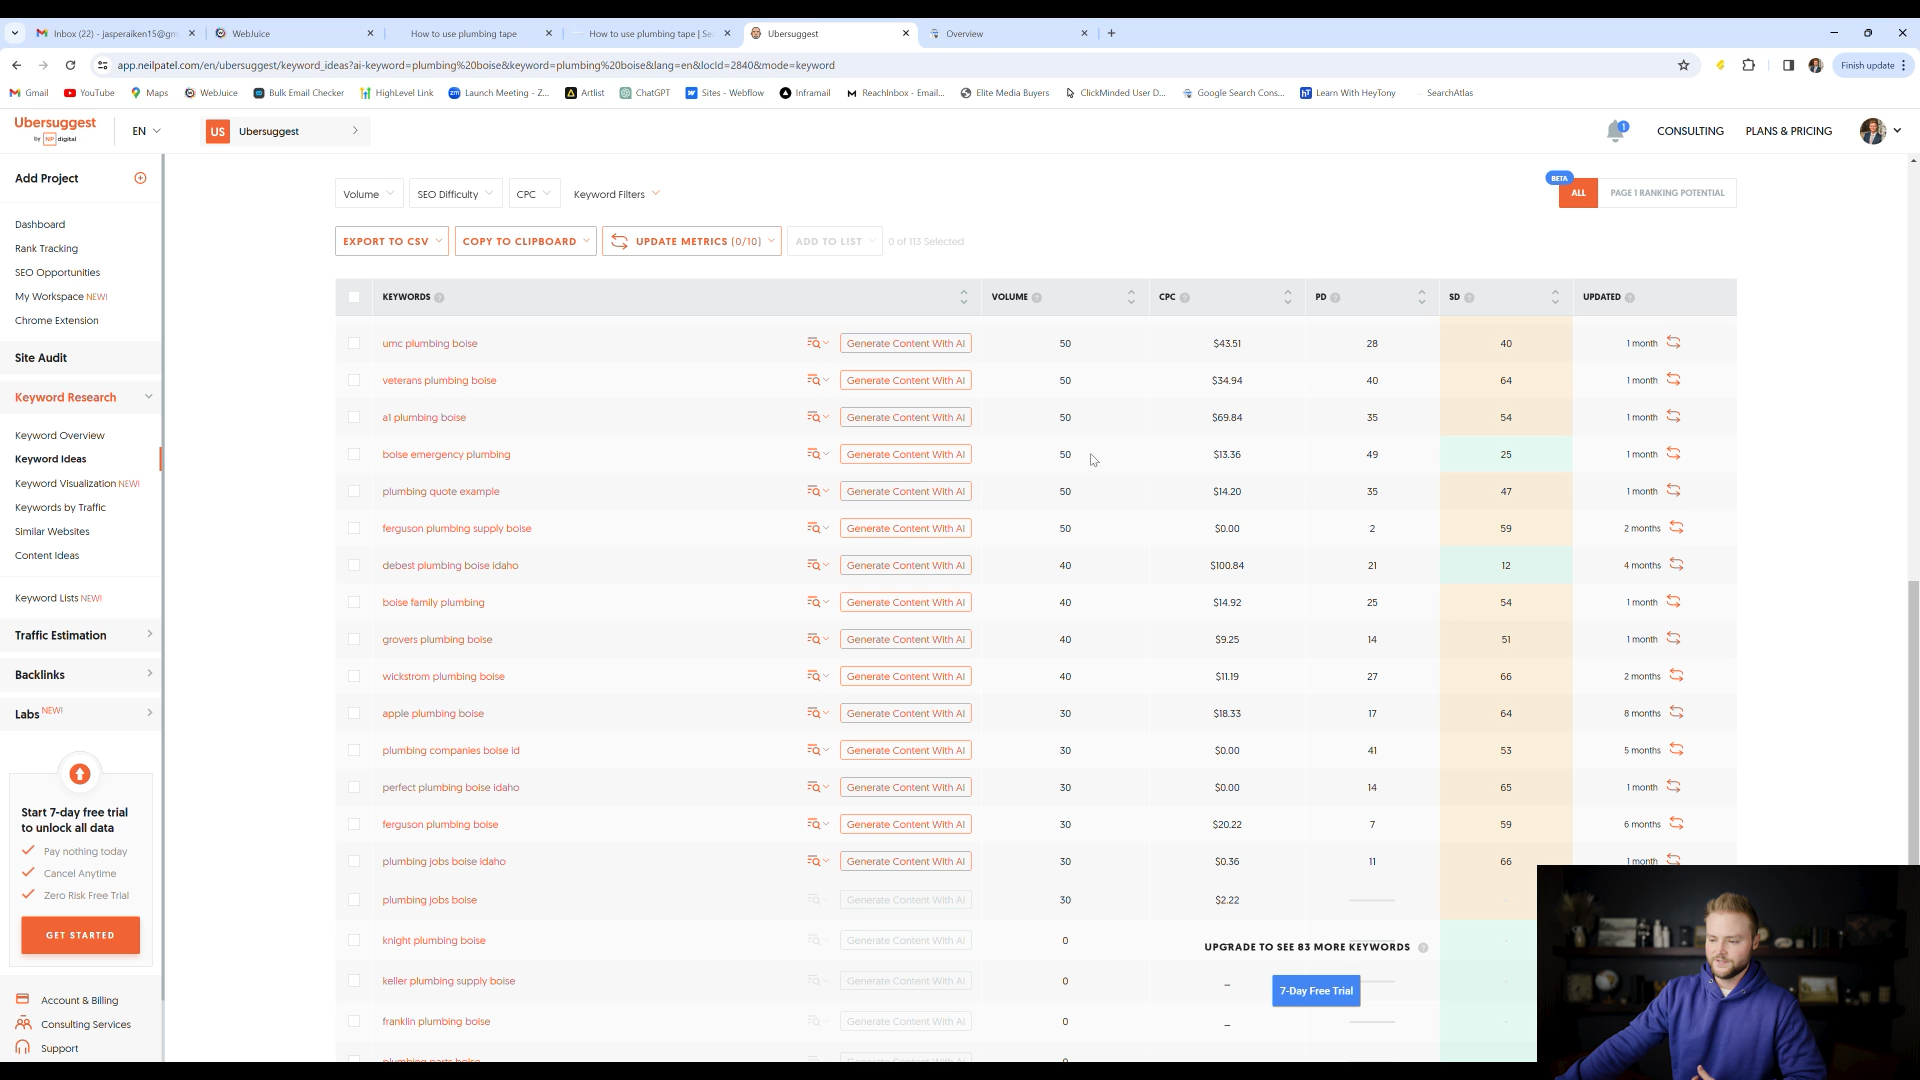 Inbox (22) - jasperaiken15@gm
WebJuice
How to use plumbing tape
How to use plumbing tape | Se
Ubersuggest
Overview
app.neilpatel.com/en/ubersuggest/keyword_ideas?ai-keyword=plumbing%20boise&keyword=plumbing%20boise&lang=en&locId=2840&mode=keyword
Finish update
Gmail
YouTube
Maps
WebJuice
Bulk Email Checker
HighLevel Link
Launch Meeting - Z...
Artlist
ChatGPT
Sites - Webflow
Inframail
ReachInbox - Email...
Elite Media Buyers
ClickMinded User D...
Google Search Cons...
Learn With HeyTony
SearchAtlas
Ubersuggest
by NP digital
EN
US Ubersuggest
1
CONSULTING
PLANS & PRICING
Add Project
Dashboard
Rank Tracking
SEO Opportunities
My Workspace NEW!
Chrome Extension
Site Audit
Keyword Research
Keyword Overview
Keyword Ideas
Keyword Visualization NEW!
Keywords by Traffic
Similar Websites
Content Ideas
Keyword Lists NEW!
Traffic Estimation
Backlinks
Labs NEW!
Start 7-day free trial
to unlock all data
Pay nothing today
Cancel Anytime
Zero Risk Free Trial
GET STARTED
Account & Billing
Consulting Services
Support
Volume
SEO Difficulty
CPC
Keyword Filters
BETA
ALL
PAGE 1 RANKING POTENTIAL
EXPORT TO CSV
COPY TO CLIPBOARD
UPDATE METRICS (0/10)
ADD TO LIST
0 of 113 Selected
KEYWORDS VOLUME CPC PD SD UPDATED
umc plumbing boise Generate Content With AI 50 $43.51 28 40 1 month
veterans plumbing boise Generate Content With AI 50 $34.94 40 64 1 month
a1 plumbing boise Generate Content With AI 50 $69.84 35 54 1 month
boise emergency plumbing Generate Content With AI 50 $13.36 49 25 1 month
plumbing quote example Generate Content With AI 50 $14.20 35 47 1 month
ferguson plumbing supply boise Generate Content With AI 50 $0.00 2 59 2 months
debest plumbing boise idaho Generate Content With AI 40 $100.84 21 12 4 months
boise family plumbing Generate Content With AI 40 $14.92 25 54 1 month
grovers plumbing boise Generate Content With AI 40 $9.25 14 51 1 month
wickstrom plumbing boise Generate Content With AI 40 $11.19 27 66 2 months
apple plumbing boise Generate Content With AI 30 $18.33 17 64 8 months
plumbing companies boise id Generate Content With AI 30 $0.00 41 53 5 months
perfect plumbing boise idaho Generate Content With AI 30 $0.00 14 65 1 month
ferguson plumbing boise Generate Content With AI 30 $20.22 7 59 6 months
plumbing jobs boise idaho Generate Content With AI 30 $0.36 11 66 1 month
plumbing jobs boise Generate Content With AI 30 $2.22
knight plumbing boise Generate Content With AI 0
UPGRADE TO SEE 83 MORE KEYWORDS
keller plumbing supply boise Generate Content With AI 0 –
7-Day Free Trial
franklin plumbing boise Generate Content With AI 0 –
plumbing parts boise Generate Content With AI 0